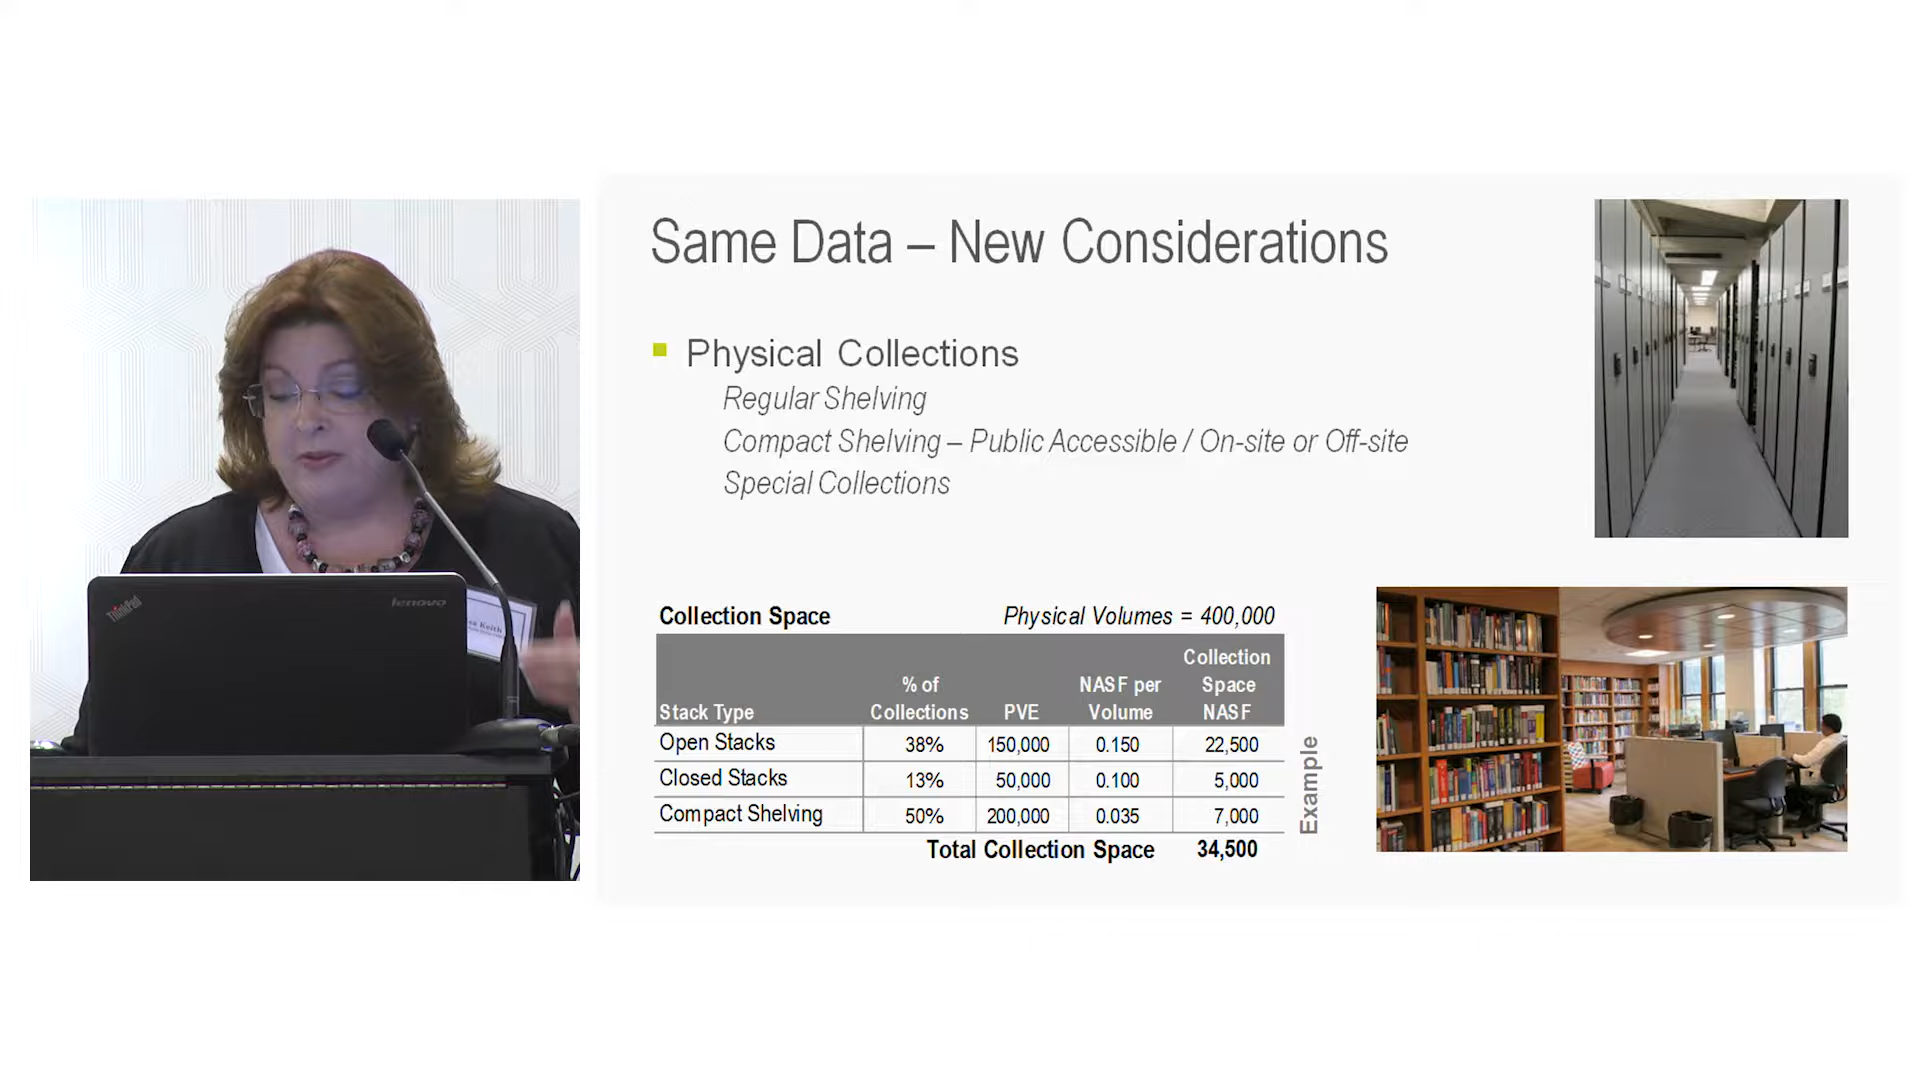 Same Data – New Considerations
Physical Collections
Regular Shelving
Compact Shelving – Public Accessible / On-site or Off-site
Special Collections
Collection Space Physical Volumes = 400,000
Stack Type % of Collections PVE NASF per Volume Collection Space NASF
Open Stacks 38% 150,000 0.150 22,500
Closed Stacks 13% 50,000 0.100 5,000
Compact Shelving 50% 200,000 0.035 7,000
Total Collection Space 34,500
Example
ThinkPad
lenovo
Keith